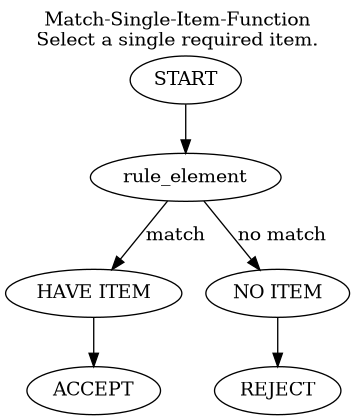 Match-Single-Item-Function
Select a single required item.
START
rule_element
match
no match
HAVE ITEM
NO ITEM
ACCEPT
REJECT